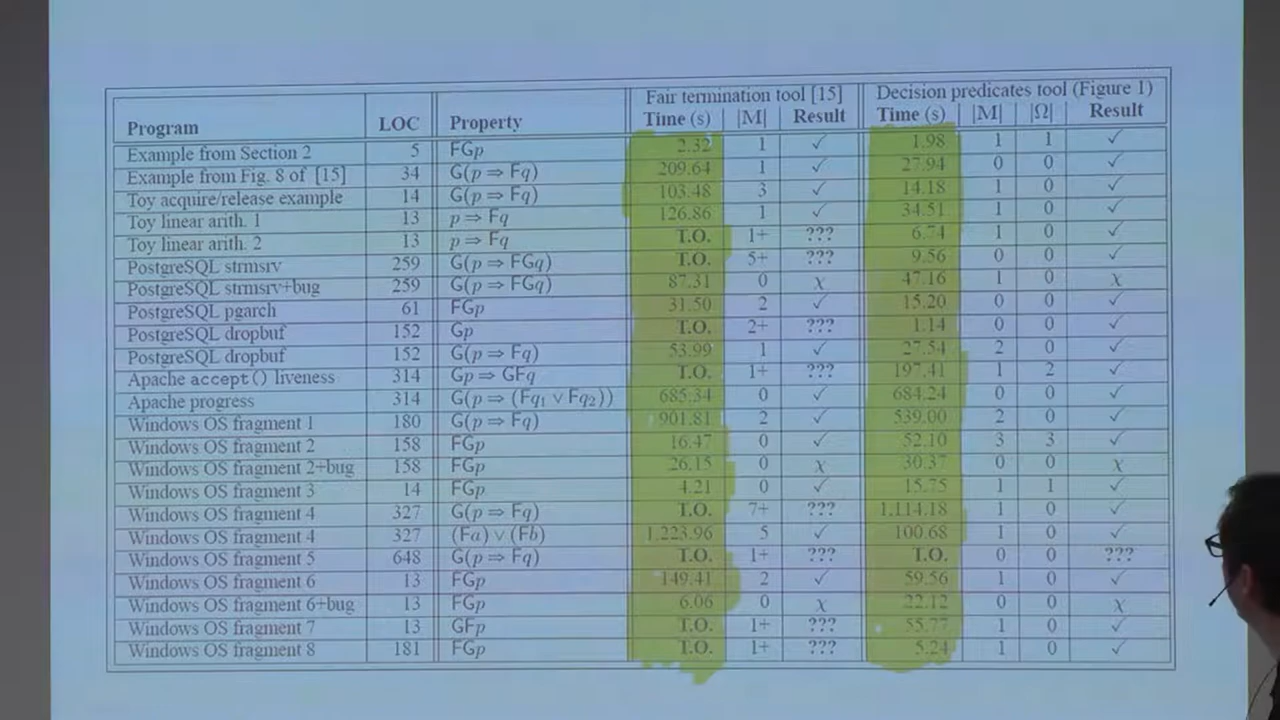 Fair termination tool [15] Decision predicates tool (Figure 1)
Program LOC Property Time (s) |M| Result Time (s) |M| |Ω| Result
Example from Section 2 5 FGp 2.32 1 ✓ 1.98 1 1 ✓
Example from Fig. 8 of [15] 34 G(p ⇒ Fq) 209.64 1 ✓ 27.94 0 0 ✓
Toy acquire/release example 14 G(p ⇒ Fq) 103.48 3 ✓ 14.18 1 0 ✓
Toy linear arith. 1 13 p ⇒ Fq 126.86 1 ✓ 34.51 1 0 ✓
Toy linear arith. 2 13 p ⇒ Fq T.O. 1+ ??? 6.74 1 0 ✓
PostgreSQL strmsrv 259 G(p ⇒ FGq) T.O. 5+ ??? 9.56 0 0 ✓
PostgreSQL strmsrv+bug 259 G(p ⇒ FGq) 87.31 0 χ 47.16 1 0 χ
PostgreSQL pgarch 61 FGp 31.50 2 ✓ 15.20 0 0 ✓
PostgreSQL dropbuf 152 Gp T.O. 2+ ??? 1.14 0 0 ✓
PostgreSQL dropbuf 152 G(p ⇒ Fq) 53.99 1 ✓ 27.54 2 0 ✓
Apache accept() liveness 314 Gp ⇒ GFq T.O. 1+ ??? 197.41 1 2 ✓
Apache progress 314 G(p ⇒ (Fq₁ ∨ Fq₂)) 685.34 0 ✓ 684.24 0 0 ✓
Windows OS fragment 1 180 G(p ⇒ Fq) 901.81 2 ✓ 539.00 2 0 ✓
Windows OS fragment 2 158 FGp 16.47 0 ✓ 52.10 3 3 ✓
Windows OS fragment 2+bug 158 FGp 26.15 0 χ 30.37 0 0 χ
Windows OS fragment 3 14 FGp 4.21 0 ✓ 15.75 1 1 ✓
Windows OS fragment 4 327 G(p ⇒ Fq) T.O. 7+ ??? 1,114.18 1 0 ✓
Windows OS fragment 4 327 (Fa) ∨ (Fb) 1,223.96 5 ✓ 100.68 1 0 ✓
Windows OS fragment 5 648 G(p ⇒ Fq) T.O. 1+ ??? T.O. 0 0 ???
Windows OS fragment 6 13 FGp 149.41 2 ✓ 59.56 1 0 ✓
Windows OS fragment 6+bug 13 FGp 6.06 0 χ 22.12 0 0 χ
Windows OS fragment 7 13 GFp T.O. 1+ ??? 55.77 1 0 ✓
Windows OS fragment 8 181 FGp T.O. 1+ ??? 5.24 1 0 ✓